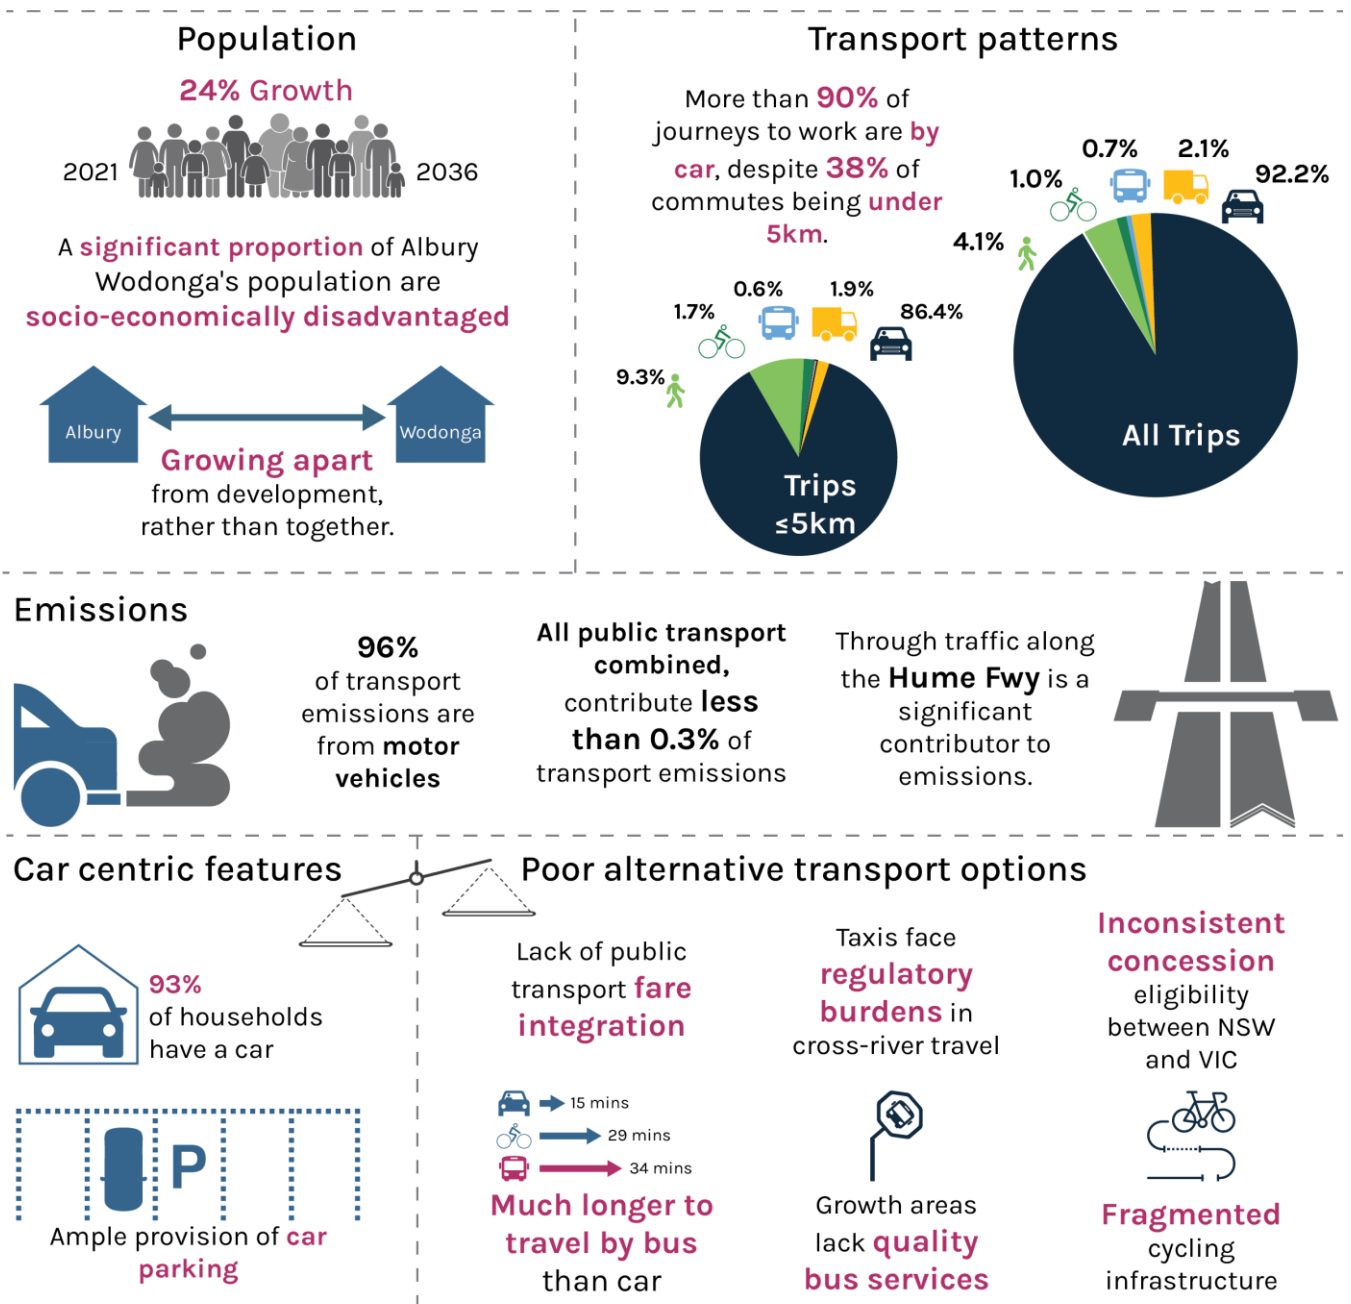 Population
24% Growth
2021
2036
A significant proportion of Albury
Wodonga's population are
socio-economically disadvantaged
Albury
Wodonga
Growing apart
from development,
rather than together.
Transport patterns
More than 90% of
journeys to work are by
car, despite 38% of
commutes being under
5km.
9.3%
1.7%
0.6%
1.9%
86.4%
Trips
≤5km
4.1%
1.0%
0.7%
2.1%
92.2%
All Trips
Emissions
96%
of transport
emissions are
from motor
vehicles
All public transport
combined,
contribute less
than 0.3% of
transport emissions
Through traffic along
the Hume Fwy is a
significant
contributor to
emissions.
Car centric features
93%
of households
have a car
P
Ample provision of car
parking
Poor alternative transport options
Lack of public
transport fare
integration
Taxis face
regulatory
burdens in
cross-river travel
Inconsistent
concession
eligibility
between NSW
and VIC
15 mins
29 mins
34 mins
Much longer to
travel by bus
than car
Growth areas
lack quality
bus services
Fragmented
cycling
infrastructure